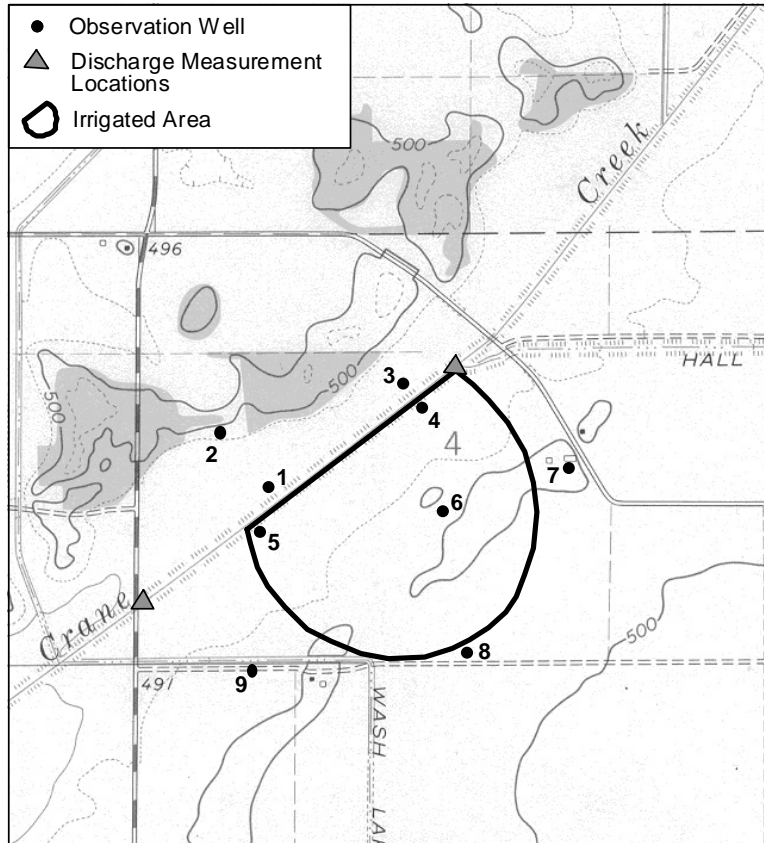 Observation Well
Discharge Measurement
Locations
Irrigated Area
500
Creek
496
HALL
500
500
3
4
4
2
7
1
6
5
Crane
500
8
9
491
WASH LA